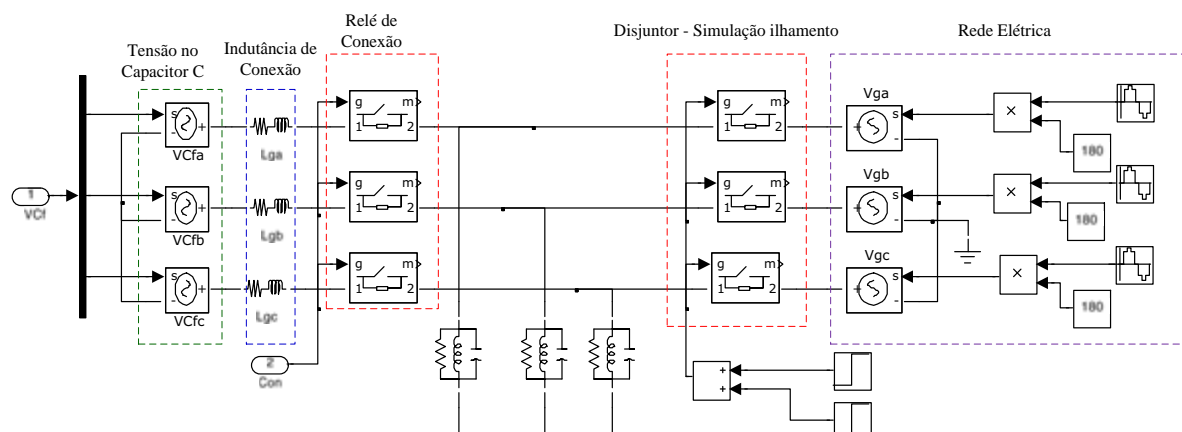 Tensão no
Capacitor C
Indutância de
Conexão
Relé de
Conexão
Disjuntor - Simulação ilhamento
Rede Elétrica
1
VCf
s
+
-
VCfa
s
+
-
VCfb
s
+
-
VCfc
Lga
Lgb
Lgc
2
Con
g
m
1
2
g
m
1
2
g
m
1
2
g
m
1
2
g
m
1
2
g
m
1
2
+
+
Vga
s
+
-
Vgb
s
+
-
Vgc
s
+
-
×
180
×
180
×
180